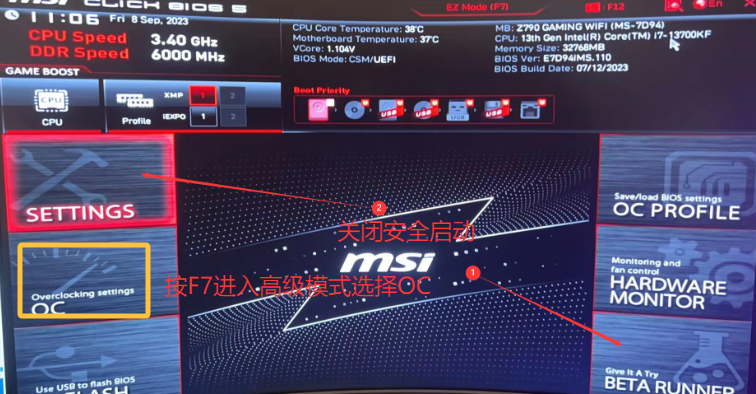 msi CLICK BIOS 5
EZ Mode (F7)
F12
En
11:06 Fri 8 Sep, 2023
CPU Speed 3.40 GHz
DDR Speed 6000 MHz
CPU Core Temperature: 38°C
Motherboard Temperature: 37°C
VCore: 1.104V
BIOS Mode: CSM/UEFI
MB: Z790 GAMING WIFI (MS-7D94)
CPU: 13th Gen Intel(R) Core(TM) i7-13700KF
Memory Size: 32768MB
BIOS Ver: E7D94IMS.110
BIOS Build Date: 07/12/2023
GAME BOOST
CPU
XMP 1 2
Profile
IEXPO 1 2
Boot Priority
USB USB USB USB
SETTINGS
Overclocking settings
OC
Use USB to flash BIOS
2
关闭安全启动
msi
1
按F7进入高级模式选择OC
Save/load BIOS settings
OC PROFILE
Monitoring and
fan control
HARDWARE
MONITOR
Give It A Try
BETA RUNNER